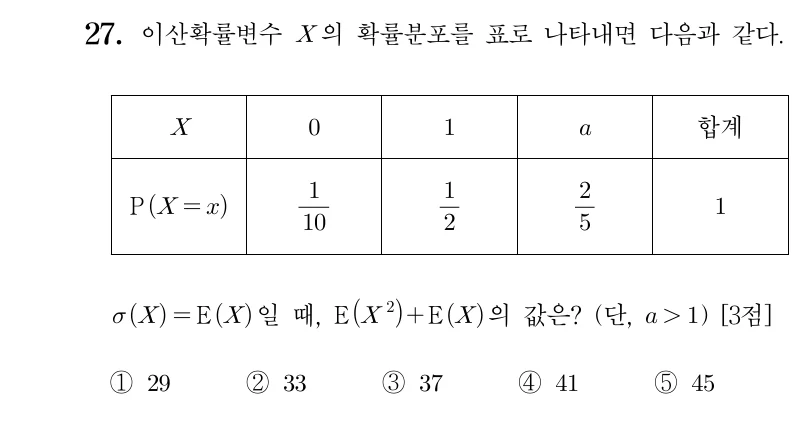 27. 이산확률변수 X의 확률분포를 표로 나타내면 다음과 같다.
X 0 1 a 합계
P(X=x) 1/10 1/2 2/5 1
σ(X)=E(X)일 때, E(X²)+E(X)의 값은? (단, a>1) [3점]
① 29 ② 33 ③ 37 ④ 41 ⑤ 45